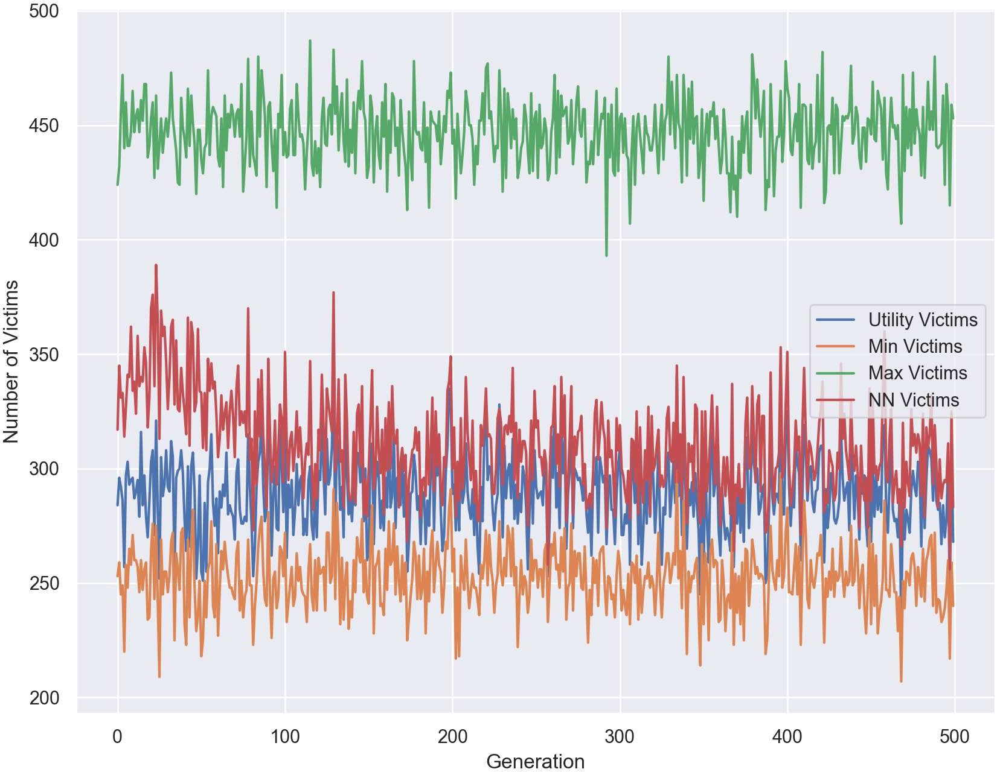 500
450
400
350
300
250
200
Number of Victims
Utility Victims
Min Victims
Max Victims
NN Victims
0 100 200 300 400 500
Generation